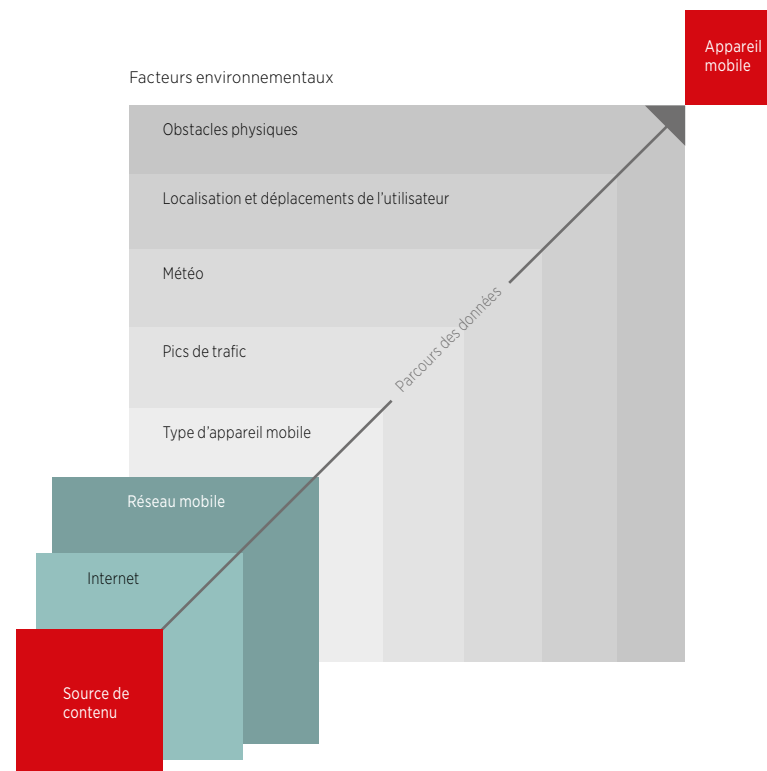 Appareil
mobile
Facteurs environnementaux
Obstacles physiques
Localisation et déplacements de l’utilisateur
Météo
Parcours des données
Pics de trafic
Type d’appareil mobile
Réseau mobile
Internet
Source de
contenu